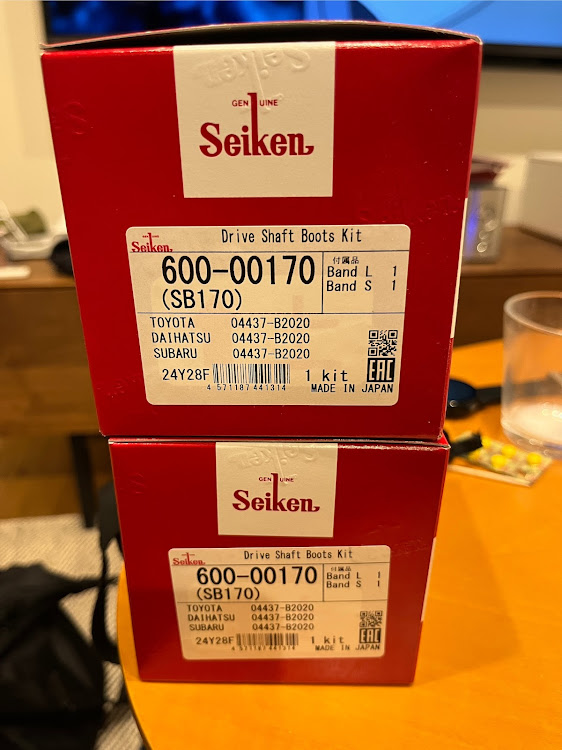 GENUINE
Seiken
Drive Shaft Boots Kit
Seiken
600-00170
(SB170)
付属品
Band L 1
Band S 1
TOYOTA 04437-B2020
DAIHATSU 04437-B2020
SUBARU 04437-B2020
24Y28F
4 571187 441314
1 kit
EAC
MADE IN JAPAN
GENUINE
Seiken
Drive Shaft Boots Kit
Seiken
600-00170
(SB170)
付属品
Band L 1
Band S 1
TOYOTA 04437-B2020
DAIHATSU 04437-B2020
SUBARU 04437-B2020
24Y28F
4 571187 441314
1 kit
EAC
MADE IN JAPAN